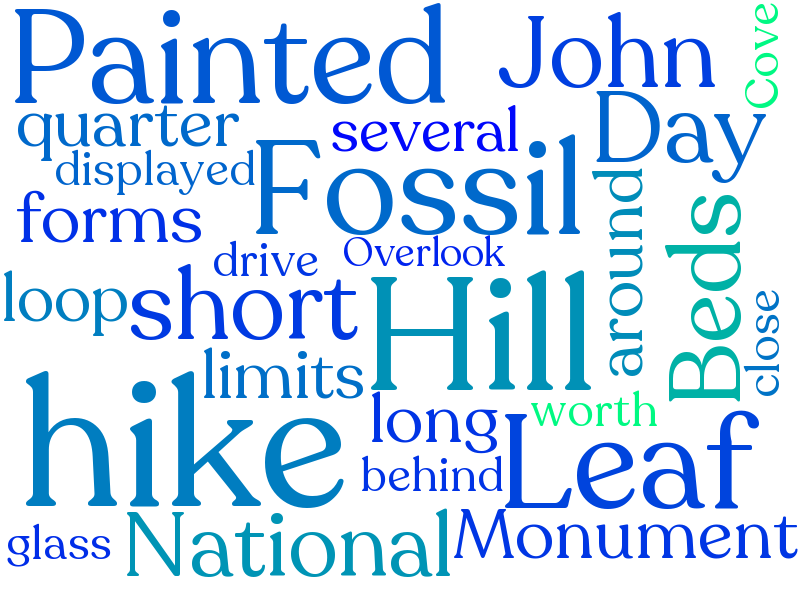 Painted
John
Cove
quarter
several
Day
displayed
Fossil
forms
around
Beds
drive
Overlook
loop
short
Hill
close
limits
hike
long
worth
behind
Leaf
glass
National
Monument